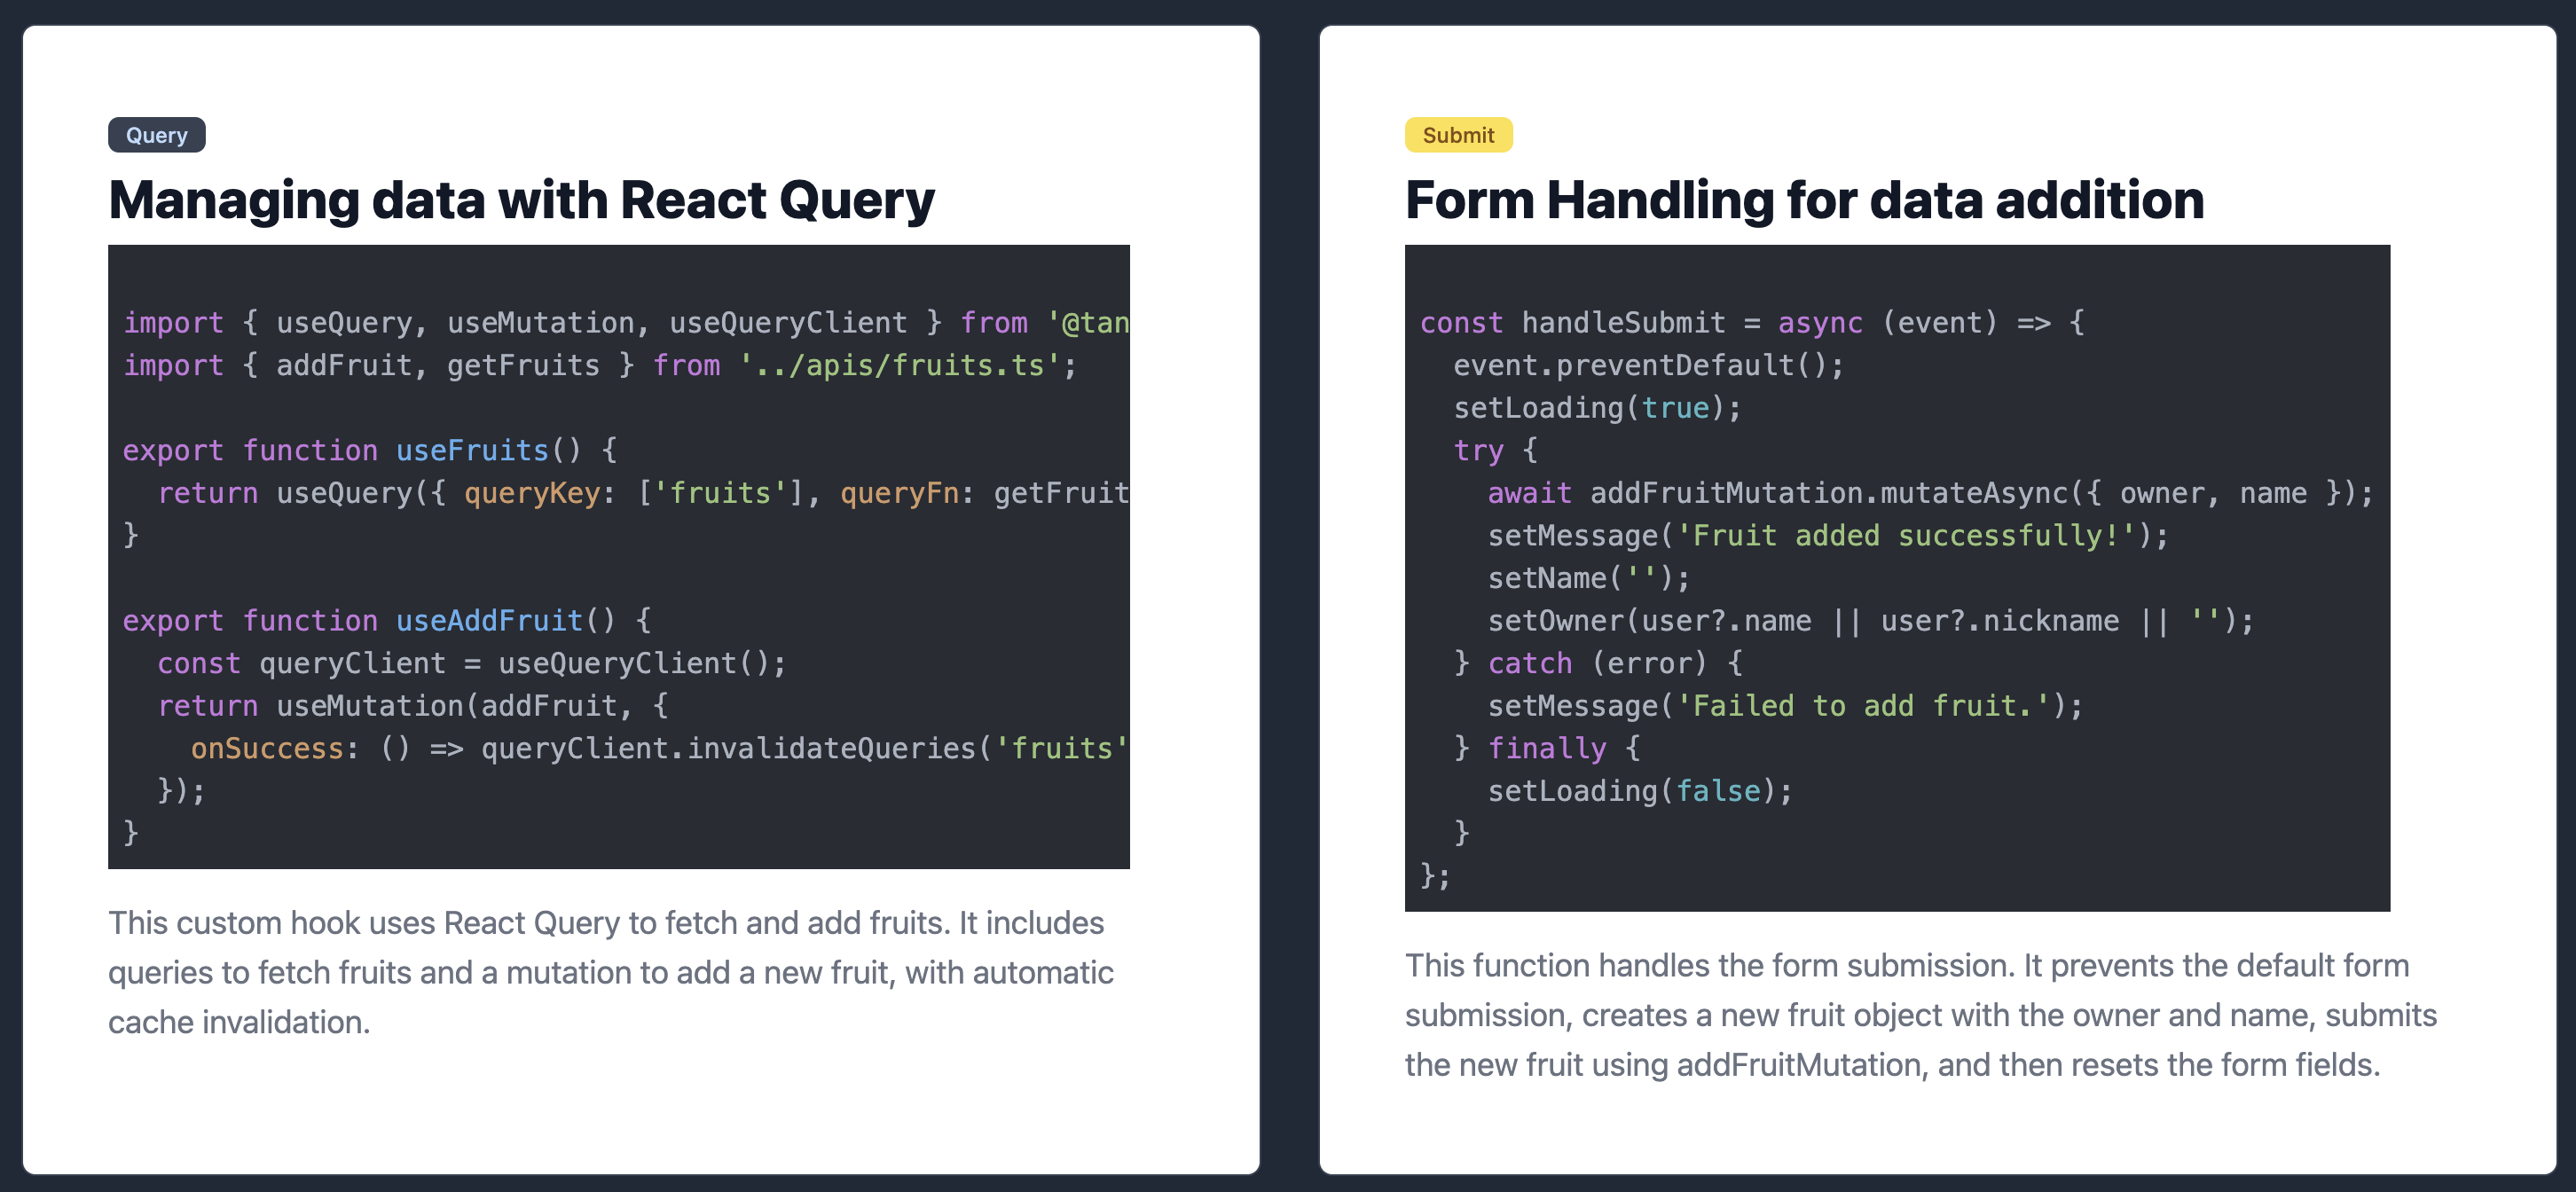 Query
Managing data with React Query
import { useQuery, useMutation, useQueryClient } from '@tan
import { addFruit, getFruits } from '../apis/fruits.ts';
export function useFruits() {
  return useQuery({ queryKey: ['fruits'], queryFn: getFruit
}
export function useAddFruit() {
  const queryClient = useQueryClient();
  return useMutation(addFruit, {
    onSuccess: () => queryClient.invalidateQueries('fruits'
  });
}
This custom hook uses React Query to fetch and add fruits. It includes
queries to fetch fruits and a mutation to add a new fruit, with automatic
cache invalidation.
Submit
Form Handling for data addition
const handleSubmit = async (event) => {
  event.preventDefault();
  setLoading(true);
  try {
    await addFruitMutation.mutateAsync({ owner, name });
    setMessage('Fruit added successfully!');
    setName('');
    setOwner(user?.name || user?.nickname || '');
  } catch (error) {
    setMessage('Failed to add fruit.');
  } finally {
    setLoading(false);
  }
};
This function handles the form submission. It prevents the default form
submission, creates a new fruit object with the owner and name, submits
the new fruit using addFruitMutation, and then resets the form fields.